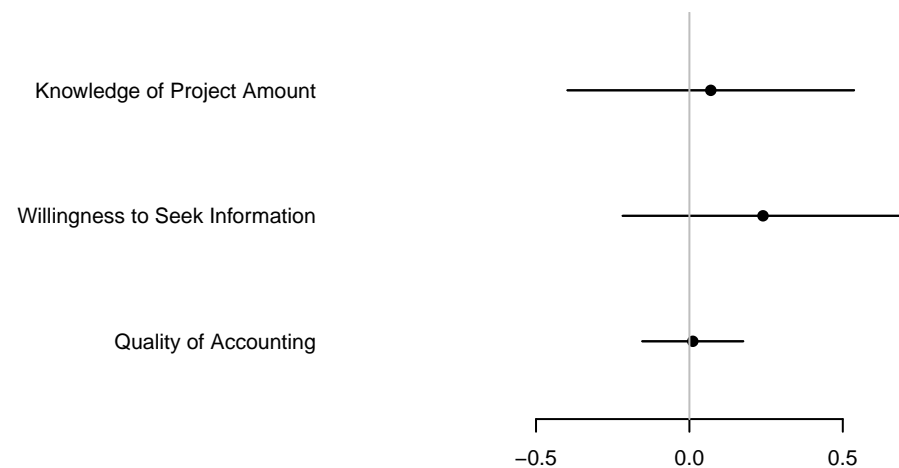 Knowledge of Project Amount
Willingness to Seek Information
Quality of Accounting
−0.5 0.0 0.5